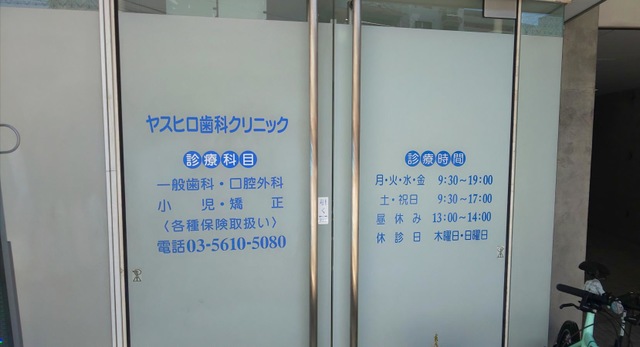 ヤスヒロ歯科クリニック
診療科目
一般歯科・口腔外科
小児・矯正
〈各種保険取扱い〉
電話03-5610-5080
診療時間
月・火・水・金 9:30～19:00
土・祝日 9:30～17:00
昼休み 13:00～14:00
休診日 木曜日・日曜日